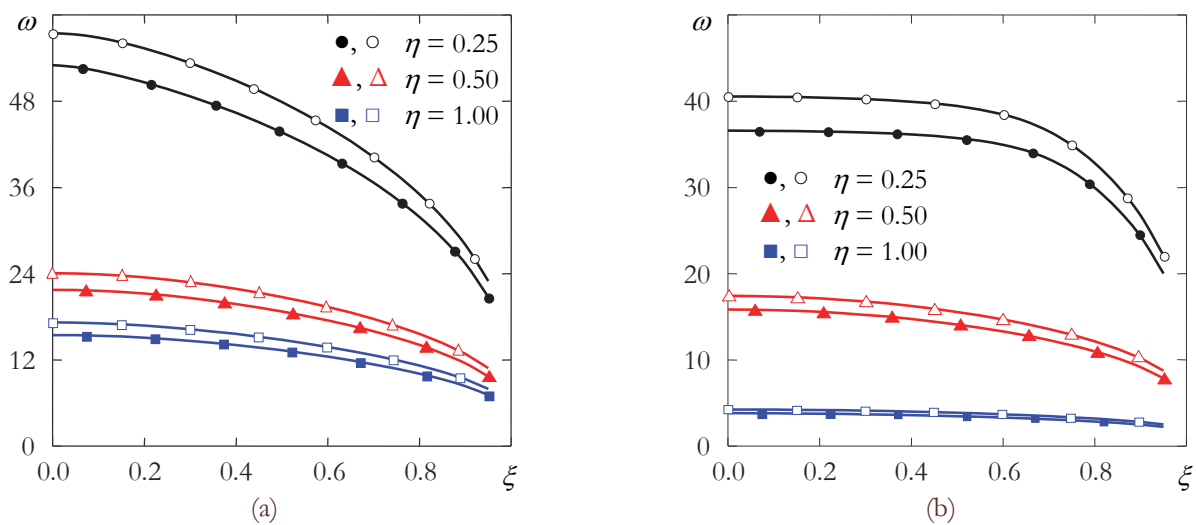 ω
48
36
24
12
0
0.0 0.2 0.4 0.6 0.8 ξ
, η = 0.25
, η = 0.50
, η = 1.00
(a)
ω
40
30
20
10
0
0.0 0.2 0.4 0.6 0.8 ξ
, η = 0.25
, η = 0.50
, η = 1.00
(b)